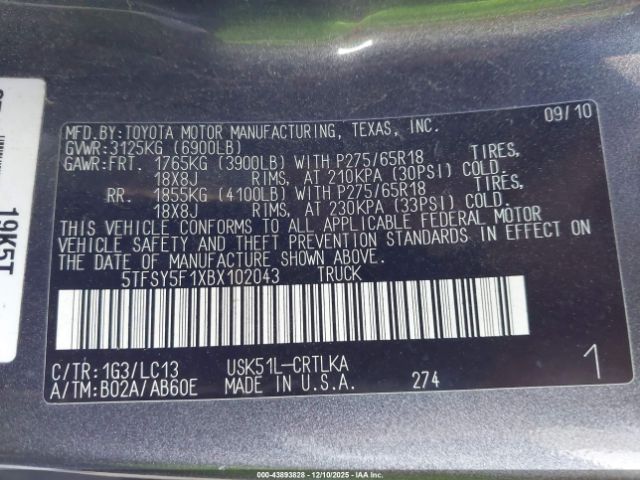 MFD.BY:TOYOTA MOTOR MANUFACTURING, TEXAS, INC. 09/10
GVWR:3125KG (6900LB)
GAWR:FRT. 1765KG (3900LB) WITH P275/65R18 TIRES,
18X8J RIMS, AT 210KPA (30PSI) COLD.
RR. 1855KG (4100LB) WITH P275/65R18 TIRES,
18X8J RIMS, AT 230KPA (33PSI) COLD.
THIS VEHICLE CONFORMS TO ALL APPLICABLE FEDERAL MOTOR
VEHICLE SAFETY AND THEFT PREVENTION STANDARDS IN EFFECT ON
THE DATE OF MANUFACTURE SHOWN ABOVE.
5TFSY5F1XBX102043 TRUCK
C/TR:1G3/LC13 USK51L-CRTLKA
A/TM:B02A/AB60E MADE IN U.S.A. 274 1
19K5T
Owner: 0000 - 43893828 - 12/10/2025 - IAA Inc.